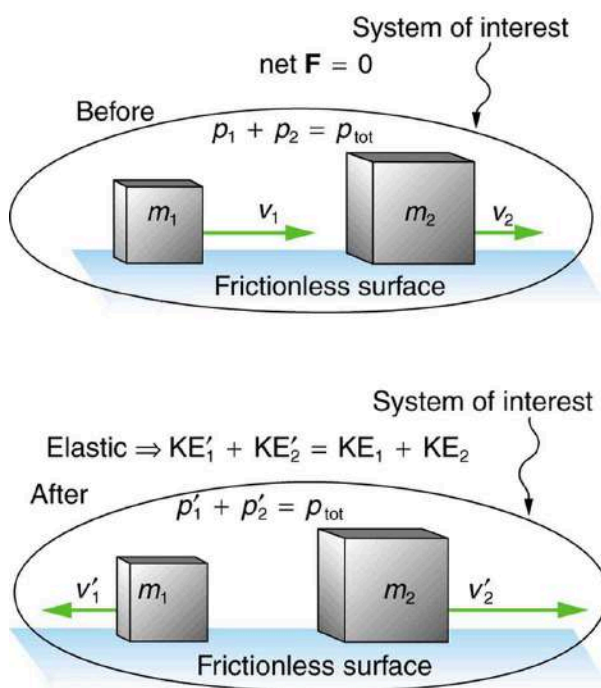 System of interest
net F = 0
Before
p₁ + p₂ = pₜₒₜ
m₁ v₁ m₂ v₂
Frictionless surface
System of interest
Elastic ⇒ KE′₁ + KE′₂ = KE₁ + KE₂
After
p′₁ + p′₂ = pₜₒₜ
v′₁ m₁ m₂ v′₂
Frictionless surface